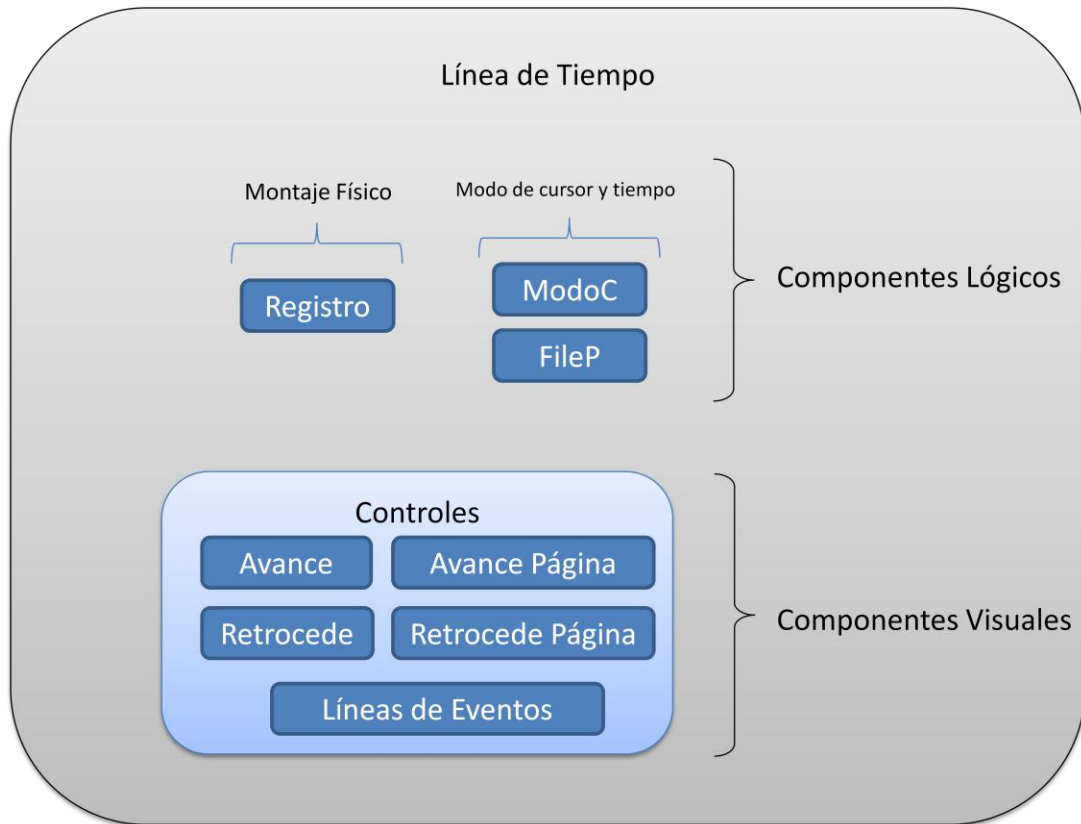 Línea de Tiempo
Montaje Físico
Modo de cursor y tiempo
Registro
ModoC
FileP
Componentes Lógicos
Controles
Avance
Avance Página
Retrocede
Retrocede Página
Líneas de Eventos
Componentes Visuales